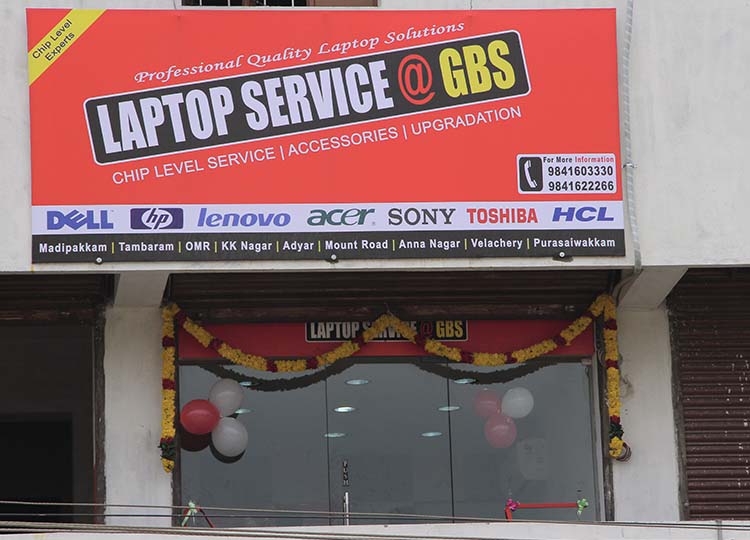 Chip Level
Experts
Professional Quality Laptop Solutions
LAPTOP SERVICE @ GBS
CHIP LEVEL SERVICE | ACCESSORIES | UPGRADATION
For More Information
9841603330
9841622266
DELL hp lenovo acer SONY TOSHIBA HCL
Madipakkam | Tambaram | OMR | KK Nagar | Adyar | Mount Road | Anna Nagar | Velachery | Purasaiwakkam
LAPTOP SERVICE @ GBS
PUSH